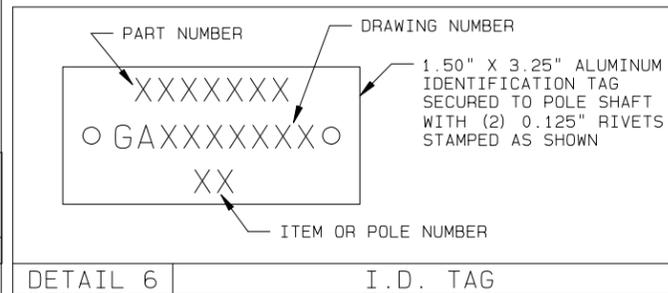 PART NUMBER
DRAWING NUMBER
XXXXXXX
GAXXXXXXX
XX
1.50" X 3.25" ALUMINUM
IDENTIFICATION TAG
SECURED TO POLE SHAFT
WITH (2) 0.125" RIVETS
STAMPED AS SHOWN
ITEM OR POLE NUMBER
DETAIL 6
I.D. TAG